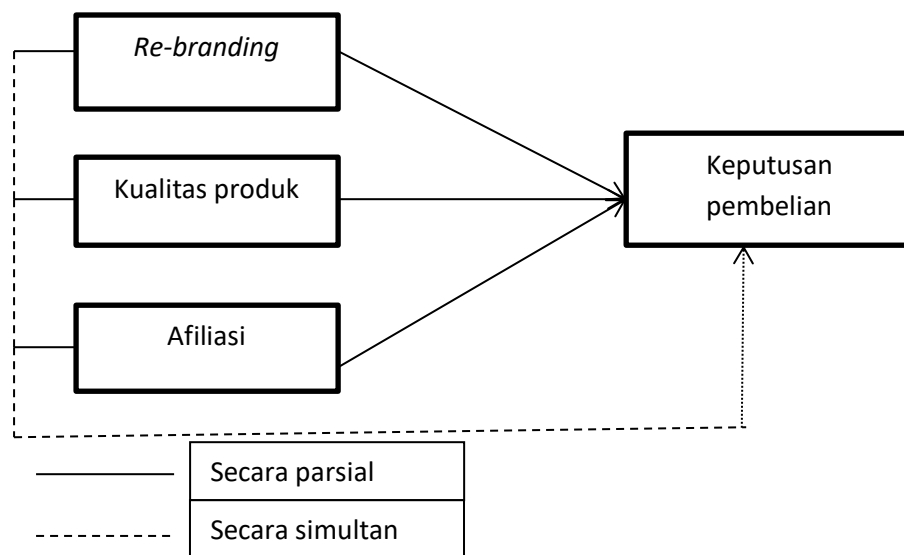 Re-branding
Kualitas produk
Keputusan
pembelian
Afiliasi
Secara parsial
Secara simultan